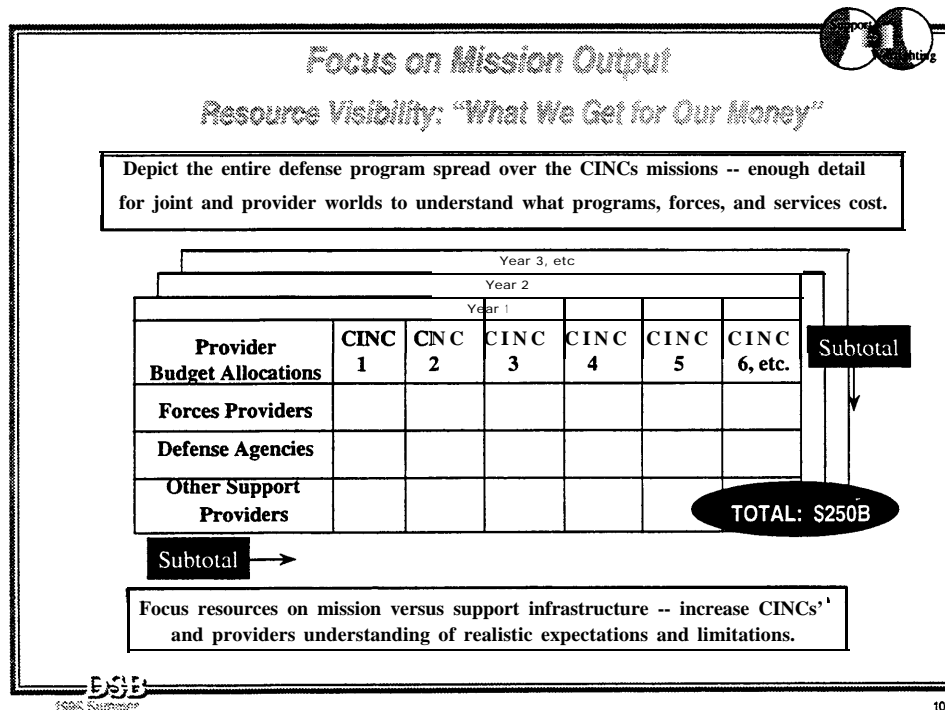 Support
Focus on Mission Output
Resource Visibility: “What We Get for Our Money”
Depict the entire defense program spread over the CINCs missions -- enough detail
for joint and provider worlds to understand what programs, forces, and services cost.
Year 3, etc
Year 2
Year 1
Provider
Budget Allocations
CINC
1
CINC
2
CINC
3
CINC
4
CINC
5
CINC
6, etc.
Subtotal
Forces Providers
Defense Agencies
Other Support
Providers
TOTAL: $250B
Subtotal
Focus resources on mission versus support infrastructure -- increase CINCs’
and providers understanding of realistic expectations and limitations.
DSB
Summer
10